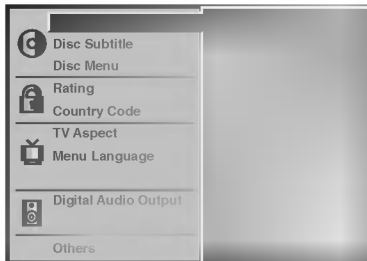 Disc Subtitle
Disc Menu
Rating
Country Code
TV Aspect
Menu Language
Digital Audio Output
Others